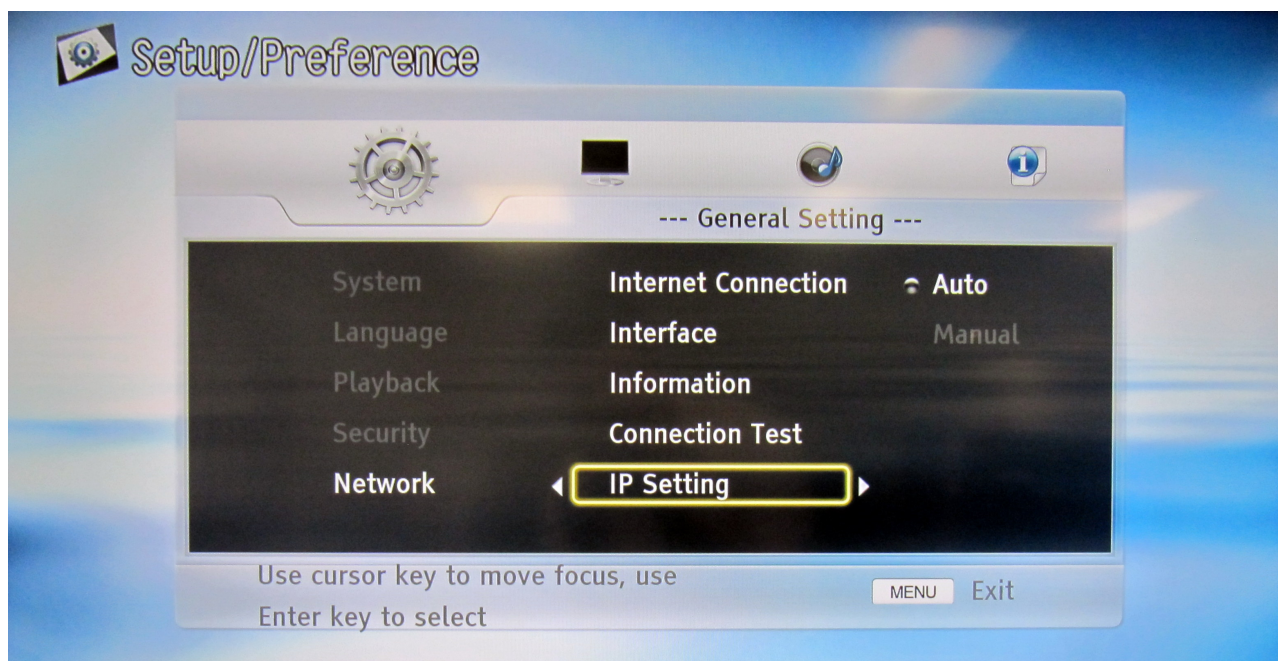 Setup/Preference
--- General Setting ---
System
Language
Playback
Security
Network
Internet Connection
Interface
Information
Connection Test
IP Setting
Auto
Manual
Use cursor key to move focus, use
Enter key to select
MENU Exit